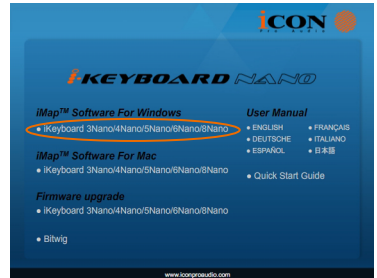 iCON
Pro Audio
i-KEYBOARD NANO
iMap™ Software For Windows
• iKeyboard 3Nano/4Nano/5Nano/6Nano/8Nano
iMap™ Software For Mac
• iKeyboard 3Nano/4Nano/5Nano/6Nano/8Nano
Firmware upgrade
• iKeyboard 3Nano/4Nano/5Nano/6Nano/8Nano
• Bitwig
User Manual
• ENGLISH • FRANÇAIS
• DEUTSCHE • ITALIANO
• ESPAÑOL • 日本語
• Quick Start Guide
www.iconproaudio.com